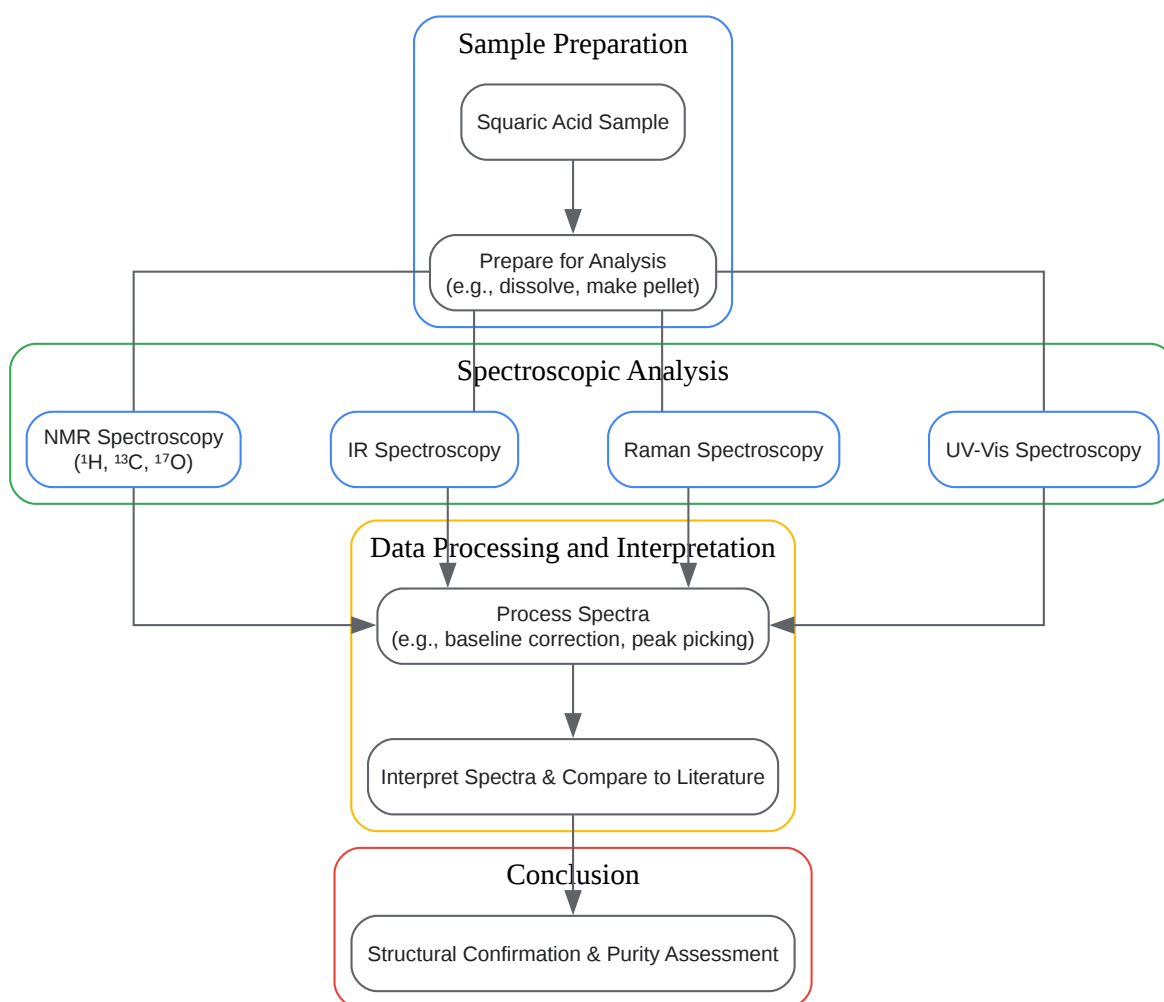 Sample Preparation
Squaric Acid Sample
Prepare for Analysis
(e.g., dissolve, make pellet)
Spectroscopic Analysis
NMR Spectroscopy
(¹H, ¹³C, ¹⁷O)
IR Spectroscopy
Raman Spectroscopy
UV-Vis Spectroscopy
Data Processing and Interpretation
Process Spectra
(e.g., baseline correction, peak picking)
Interpret Spectra & Compare to Literature
Conclusion
Structural Confirmation & Purity Assessment